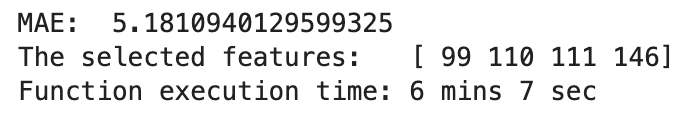 MAE:  5.1810940129599325
The selected features:   [ 99 110 111 146]
Function execution time: 6 mins 7 sec